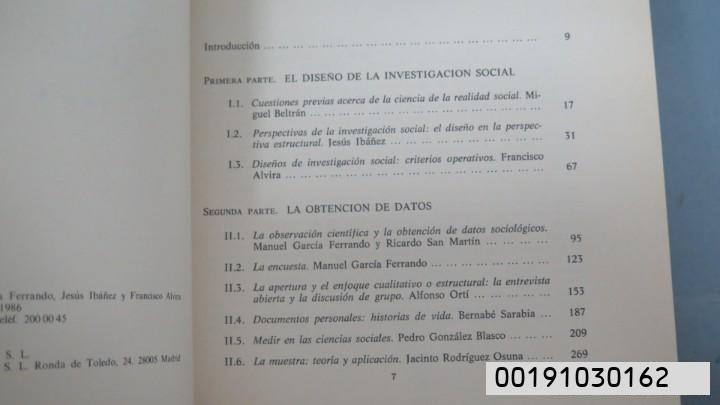 Ferrando, Jesús Ibáñez y Francisco Alvira
1986
Teléf. 200 00 45
S. L.
S. L. Ronda de Toledo, 24. 28005 Madrid
Introducción ... ... ... ... ... ... ... ... ... ... ... ... ... ... ... ... ... 9
PRIMERA PARTE. EL DISEÑO DE LA INVESTIGACION SOCIAL
I.1. Cuestiones previas acerca de la ciencia de la realidad social. Mi-
guel Beltrán ... ... ... ... ... ... ... ... ... ... ... ... ... ... 17
I.2. Perspectivas de la investigación social: el diseño en la perspec-
tiva estructural. Jesús Ibáñez ... ... ... ... ... ... ... ... ... 31
I.3. Diseños de investigación social: criterios operativos. Francisco
Alvira ... ... ... ... ... ... ... ... ... ... ... ... ... ... ... 67
SEGUNDA PARTE. LA OBTENCION DE DATOS
II.1. La observación científica y la obtención de datos sociológicos.
Manuel García Ferrando y Ricardo San Martín ... ... ... ... 95
II.2. La encuesta. Manuel García Ferrando ... ... ... ... ... ... 123
II.3. La apertura y el enfoque cualitativo o estructural: la entrevista
abierta y la discusión de grupo. Alfonso Ortí ... ... ... ... 153
II.4. Documentos personales: historias de vida. Bernabé Sarabia ... 187
II.5. Medir en las ciencias sociales. Pedro González Blasco ... ... 209
II.6. La muestra: teoría y aplicación. Jacinto Rodríguez Osuna ... 269
7
00191030162